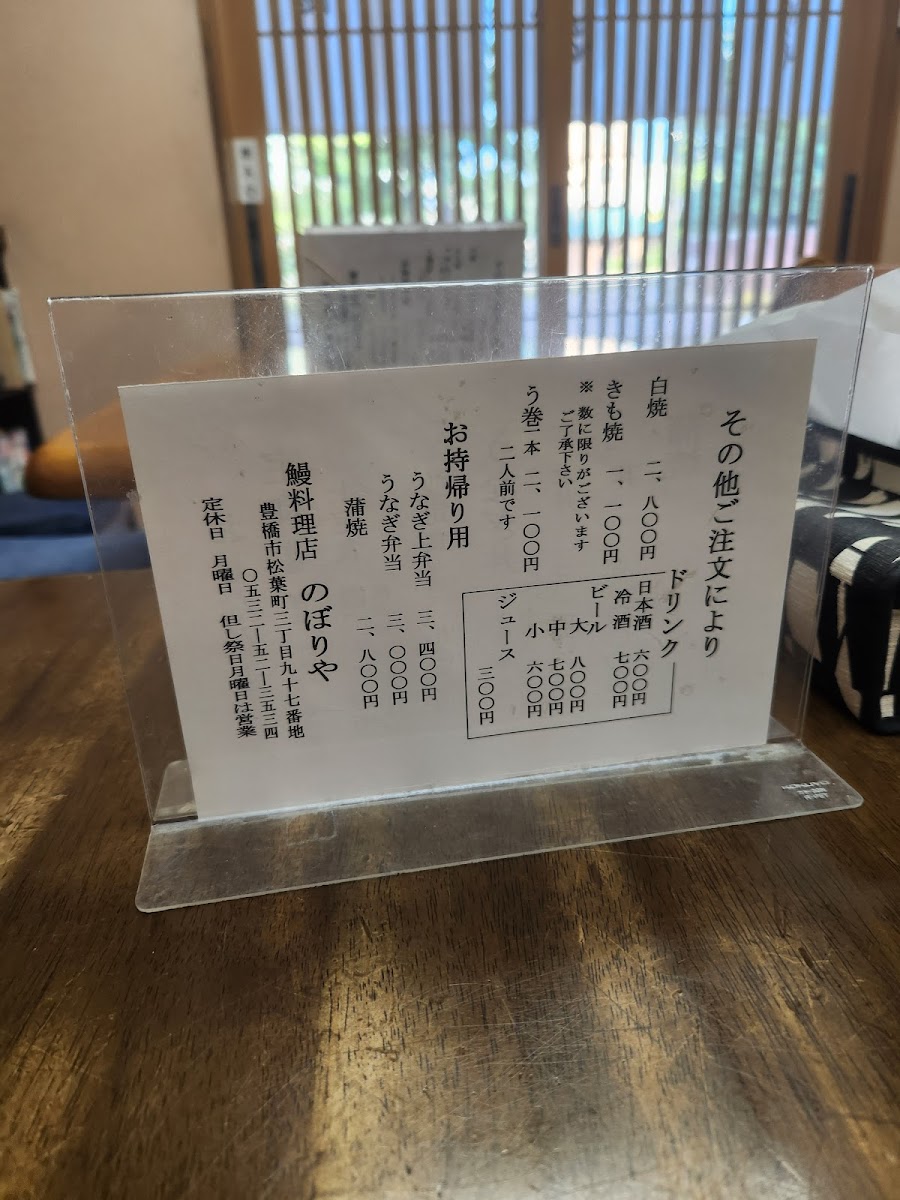 その他ご注文により
白焼 二、八〇〇円
きも焼 一、一〇〇円
※ 数に限りがございます
ご了承下さい
う巻一本 二、一〇〇円
二人前です
ドリンク
日本酒 六〇〇円
冷酒 七〇〇円
ビール
大 八〇〇円
中 七〇〇円
小 六〇〇円
ジュース 三〇〇円
お持帰り用
うなぎ上弁当 三、四〇〇円
うなぎ弁当 三、〇〇〇円
蒲焼 二、八〇〇円
鰻料理店 のぼりや
豊橋市松葉町三丁目九十七番地
〇五三二ー五二ー三五三四
定休日 月曜日 但し祭日月曜日は営業